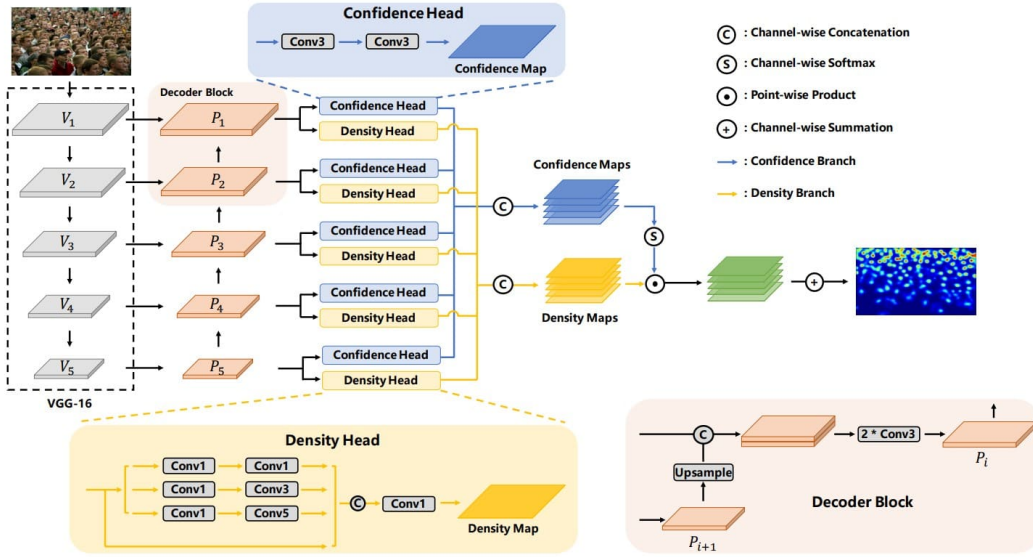 Confidence Head
Conv3
Conv3
Confidence Map
C : Channel-wise Concatenation
S : Channel-wise Softmax
: Point-wise Product
+ : Channel-wise Summation
: Confidence Branch
: Density Branch
Decoder Block
V1
P1
Confidence Head
Density Head
V2
P2
Confidence Head
Density Head
V3
P3
Confidence Head
Density Head
V4
P4
Confidence Head
Density Head
V5
P5
Confidence Head
Density Head
VGG-16
Confidence Maps
C
S
C
+
Density Maps
Density Head
Conv1
Conv1
Conv1
Conv3
Conv1
Conv5
C
Conv1
Density Map
C
2 * Conv3
Pi
Upsample
Pi+1
Decoder Block